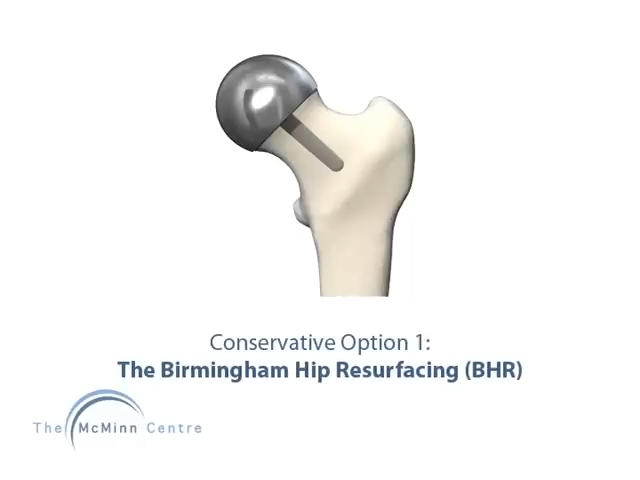 Conservative Option 1:
The Birmingham Hip Resurfacing (BHR)
The McMinn Centre